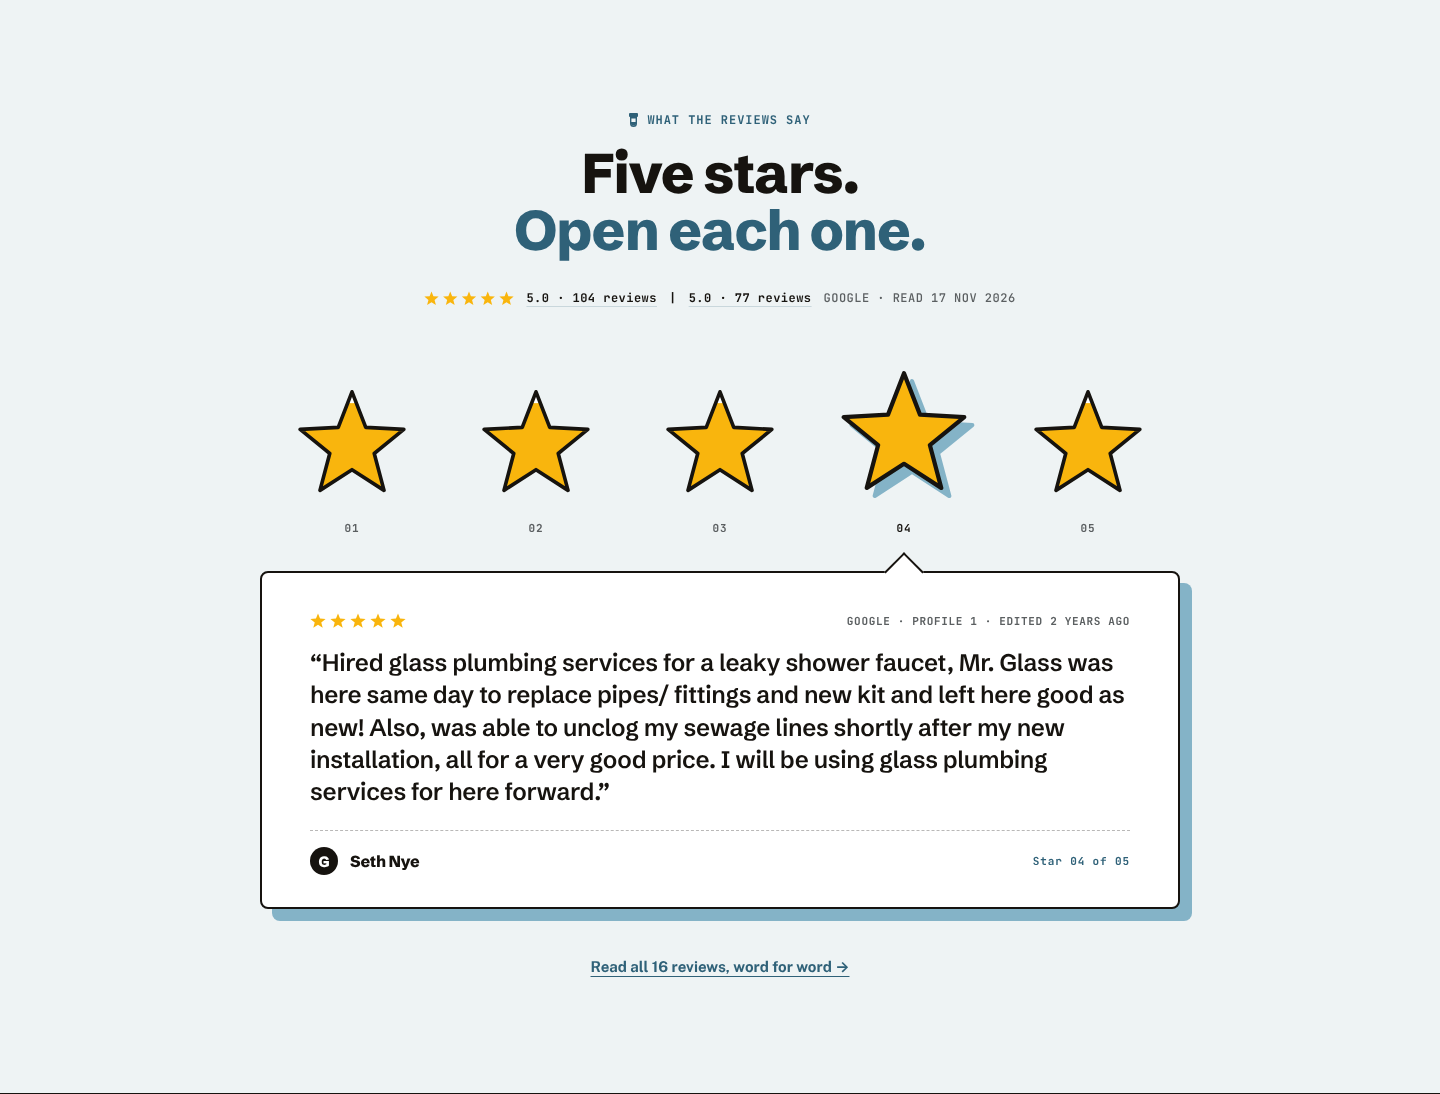 WHAT THE REVIEWS SAY
Five stars.
Open each one.
5.0 · 104 reviews | 5.0 · 77 reviews GOOGLE · READ 17 NOV 2026
01 02 03 04 05
GOOGLE · PROFILE 1 · EDITED 2 YEARS AGO
“Hired glass plumbing services for a leaky shower faucet, Mr. Glass was
here same day to replace pipes/ fittings and new kit and left here good as
new! Also, was able to unclog my sewage lines shortly after my new
installation, all for a very good price. I will be using glass plumbing
services for here forward.”
G Seth Nye
Star 04 of 05
Read all 16 reviews, word for word →